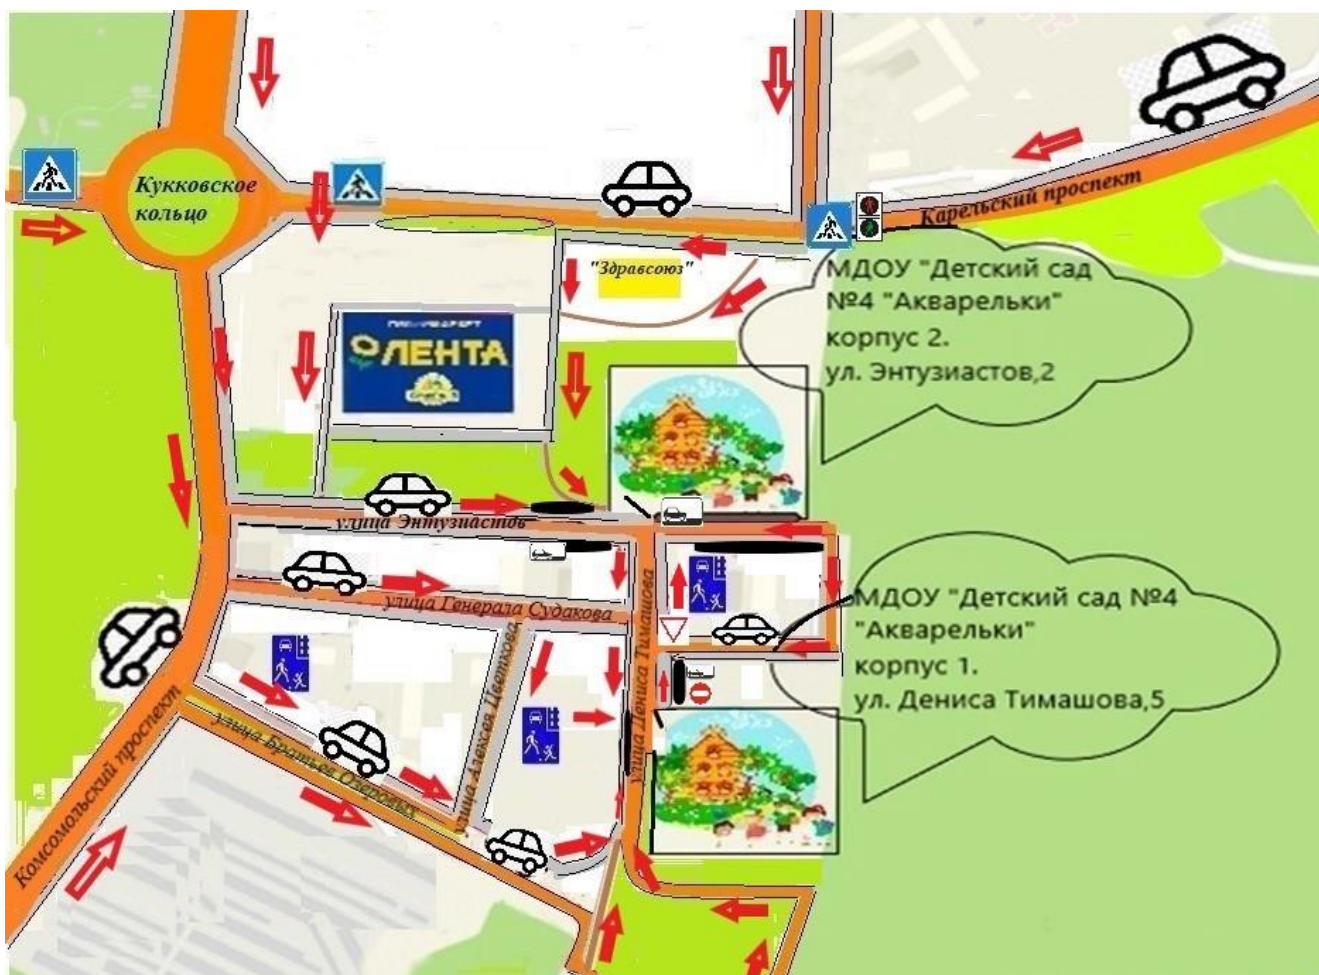 Кукковское
кольцо
Карельский проспект
"Здравсоюз"
МДОУ "Детский сад
№4 "Акварельки"
корпус 2.
ул. Энтузиастов,2
ЛЕНТА
улица Энтузиастов
улица Генерала Судакова
улица Дениса Тимашова
МДОУ "Детский сад №4
"Акварельки"
корпус 1.
ул. Дениса Тимашова,5
улица Алексея Цветкова
улица Братьев Озеровых
Комсомольский проспект